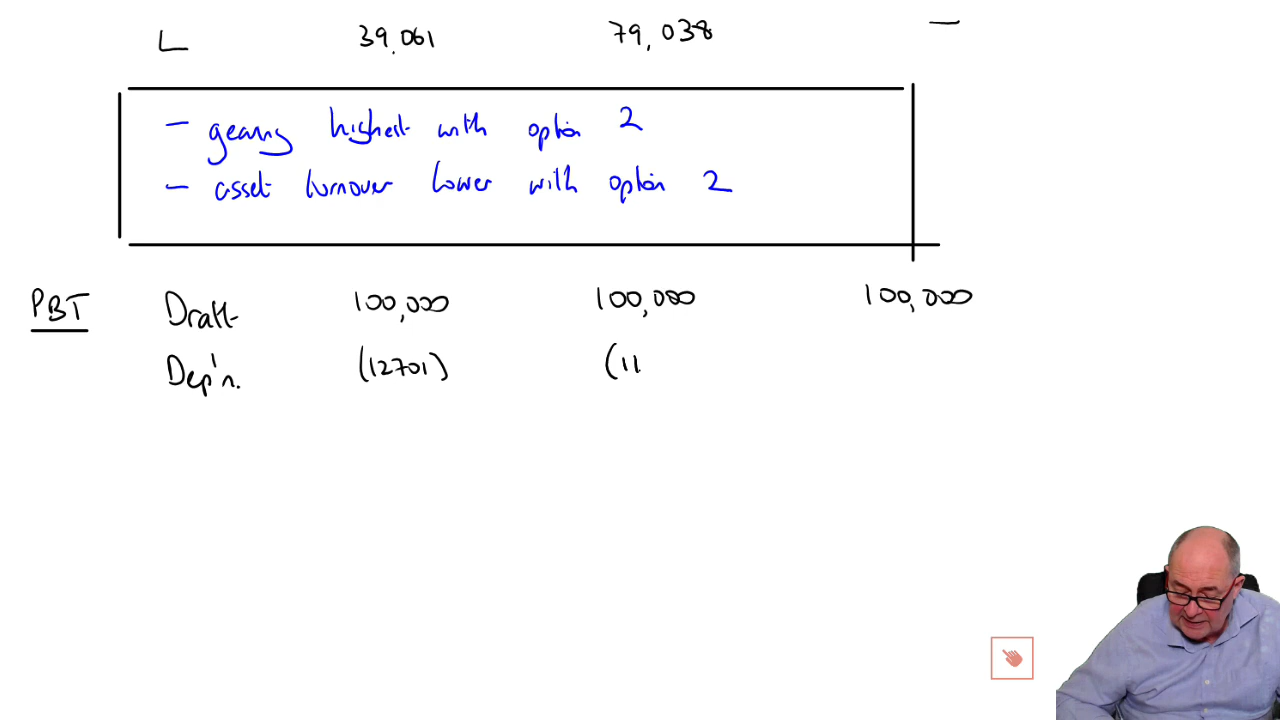 L 39,061 79,038 —
- gearing highest with option 2
- asset turnover lower with option 2
PBT Draft 100,000 100,000 100,000
Dep'n. (12701) (11